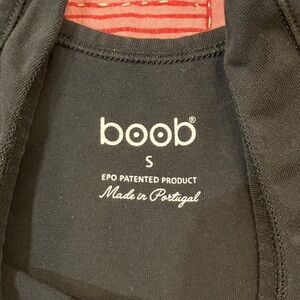 boob®
S
EPO PATENTED PRODUCT
Made in Portugal